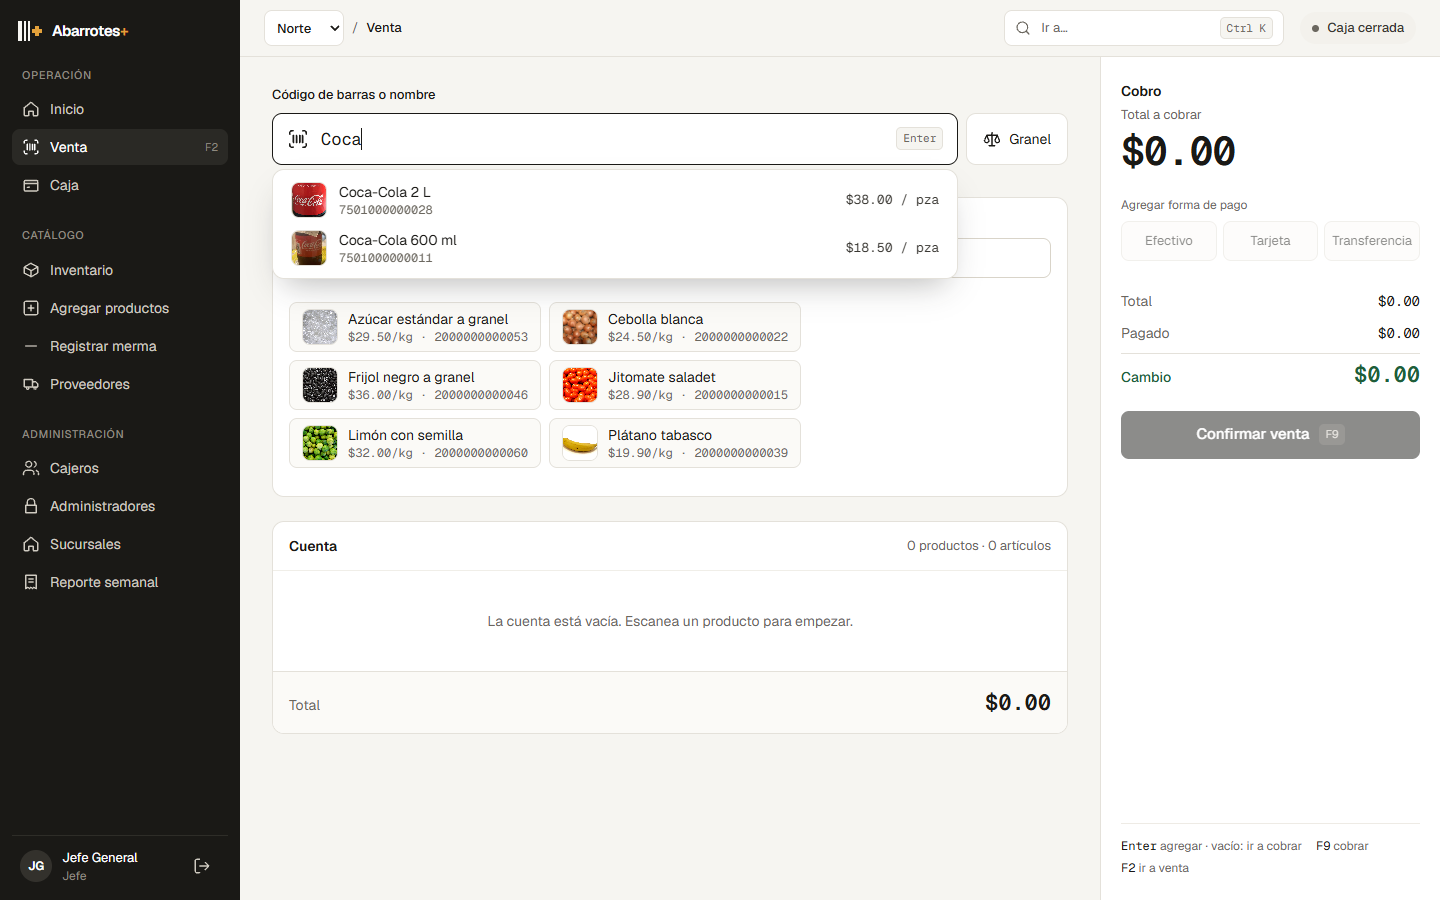 Abarrotes+
OPERACIÓN
Inicio
Venta F2
Caja
CATÁLOGO
Inventario
Agregar productos
Registrar merma
Proveedores
ADMINISTRACIÓN
Cajeros
Administradores
Sucursales
Reporte semanal
JG
Jefe General
Jefe
Norte / Venta
Ir a... Ctrl K
Caja cerrada
Código de barras o nombre
Coca Enter
Granel
Coca-Cola 2 L
7501000000028
$38.00 / pza
Coca-Cola 600 ml
7501000000011
$18.50 / pza
Azúcar estándar a granel
$29.50/kg · 2000000000053
Cebolla blanca
$24.50/kg · 2000000000022
Frijol negro a granel
$36.00/kg · 2000000000046
Jitomate saladet
$28.90/kg · 2000000000015
Limón con semilla
$32.00/kg · 2000000000060
Plátano tabasco
$19.90/kg · 2000000000039
Cuenta
0 productos · 0 artículos
La cuenta está vacía. Escanea un producto para empezar.
Total $0.00
Cobro
Total a cobrar
$0.00
Agregar forma de pago
Efectivo
Tarjeta
Transferencia
Total $0.00
Pagado $0.00
Cambio $0.00
Confirmar venta F9
Enter agregar · vacío: ir a cobrar F9 cobrar
F2 ir a venta